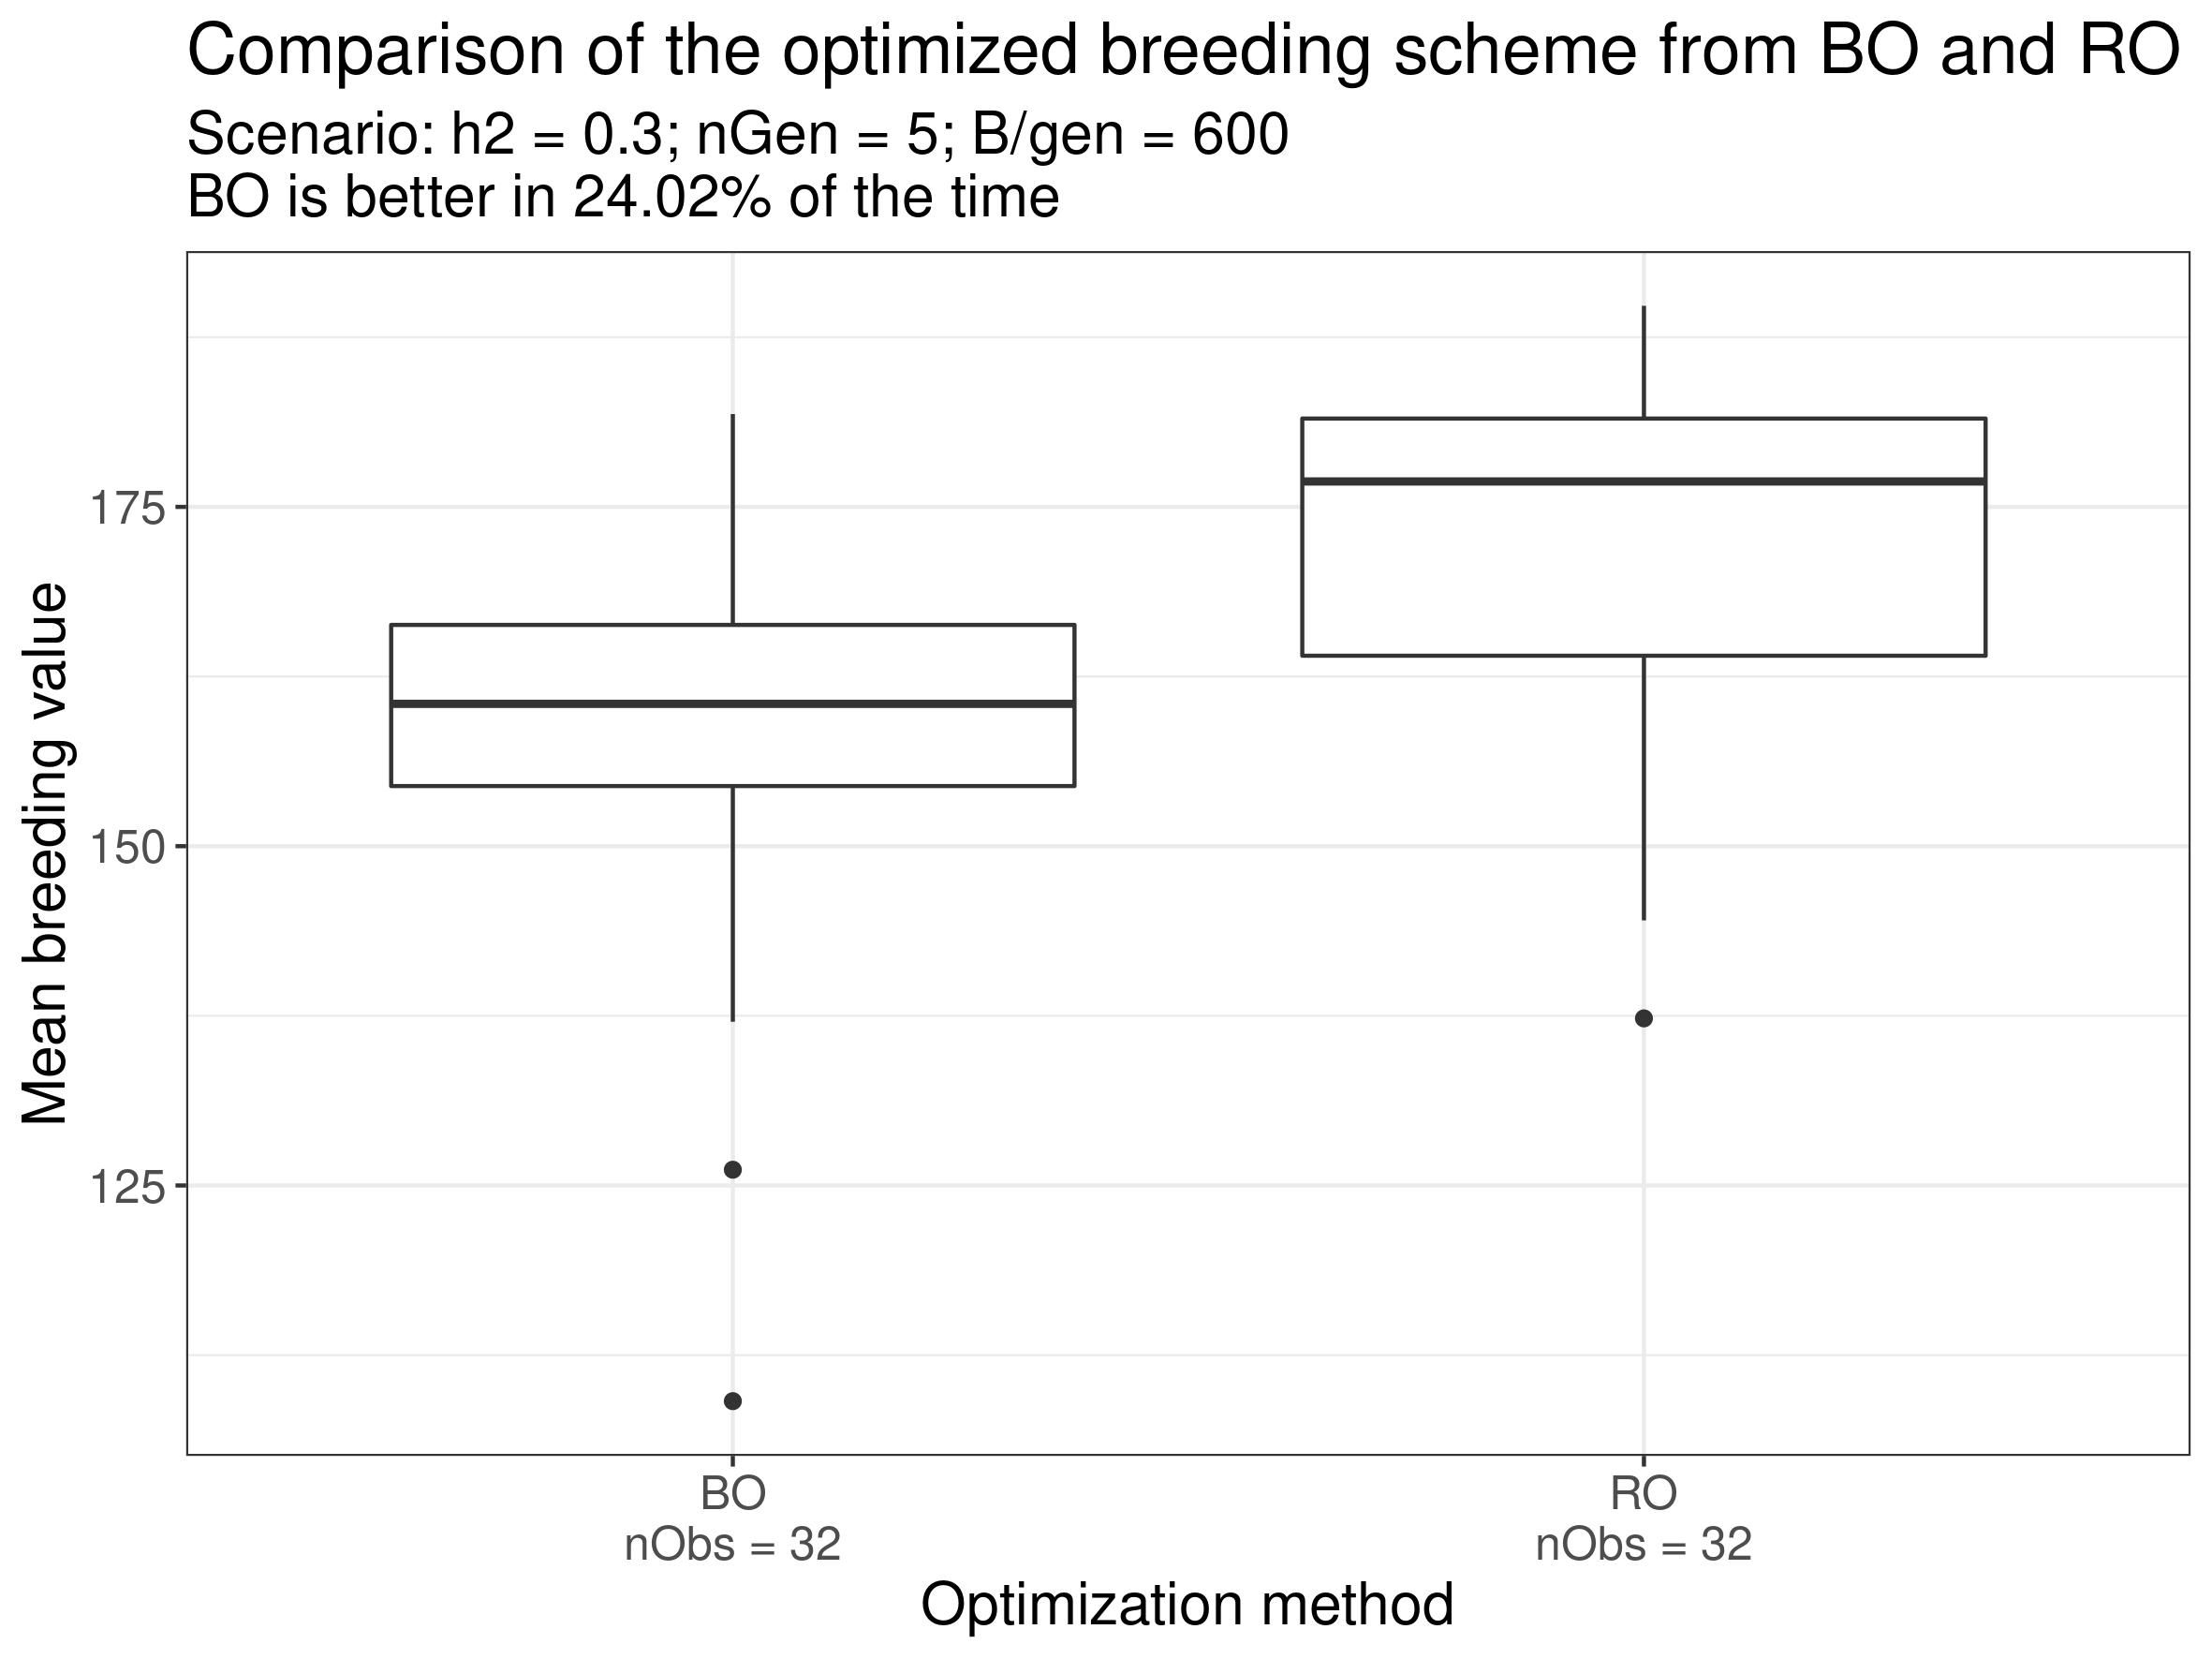 Comparison of the optimized breeding scheme from BO and RO
Scenario: h2 = 0.3; nGen = 5; B/gen = 600
BO is better in 24.02% of the time
Mean breeding value
175
150
125
BO
nObs = 32
RO
nObs = 32
Optimization method